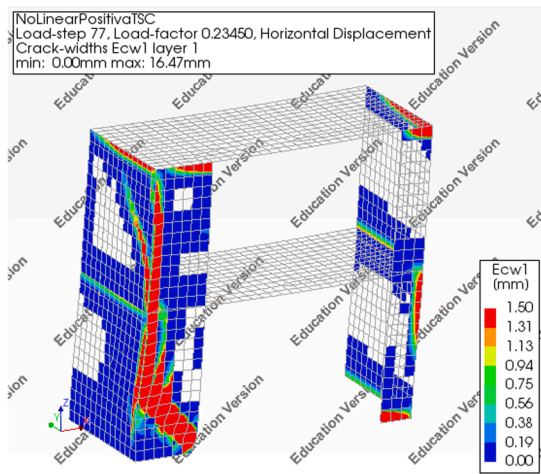 NoLinearPositivaTSC
Load-step 77, Load-factor 0.23450, Horizontal Displacement
Crack-widths Ecw1 layer 1
min: 0.00mm max: 16.47mm
Education Version
Education Version
Education Version
Education Version
Education Version
Education Version
Education Version
Education Version
Education Version
Education Version
Ecw1
(mm)
1.50
1.31
1.13
0.94
0.75
0.56
0.38
0.19
0.00
Z
Y